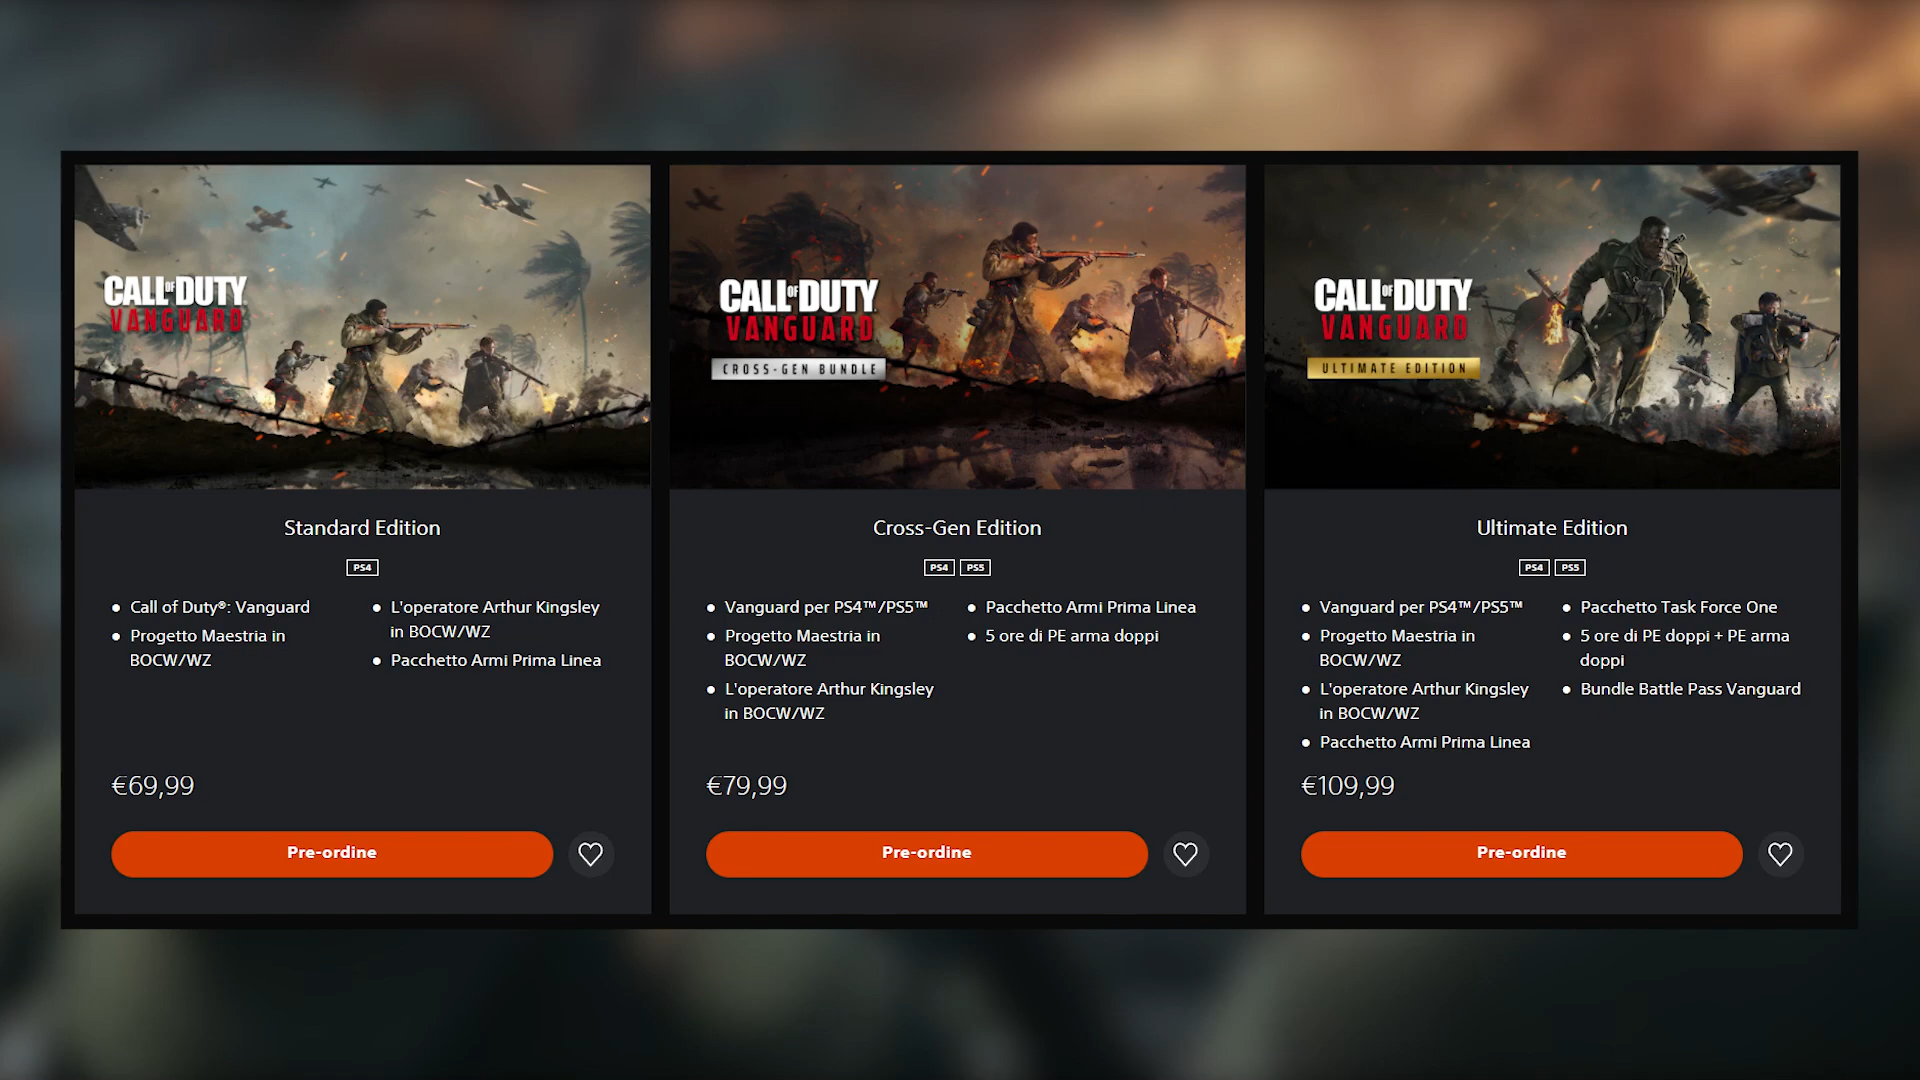 CALL OF DUTY
VANGUARD
Standard Edition
PS4
Call of Duty®: Vanguard
Progetto Maestria in
BOCW/WZ
L'operatore Arthur Kingsley
in BOCW/WZ
Pacchetto Armi Prima Linea
€69,99
Pre-ordine
CALL OF DUTY
VANGUARD
CROSS-GEN BUNDLE
Cross-Gen Edition
PS4 PS5
Vanguard per PS4™/PS5™
Progetto Maestria in
BOCW/WZ
L'operatore Arthur Kingsley
in BOCW/WZ
Pacchetto Armi Prima Linea
5 ore di PE arma doppi
€79,99
Pre-ordine
CALL OF DUTY
VANGUARD
ULTIMATE EDITION
Ultimate Edition
PS4 PS5
Vanguard per PS4™/PS5™
Progetto Maestria in
BOCW/WZ
L'operatore Arthur Kingsley
in BOCW/WZ
Pacchetto Armi Prima Linea
Pacchetto Task Force One
5 ore di PE doppi + PE arma
doppi
Bundle Battle Pass Vanguard
€109,99
Pre-ordine